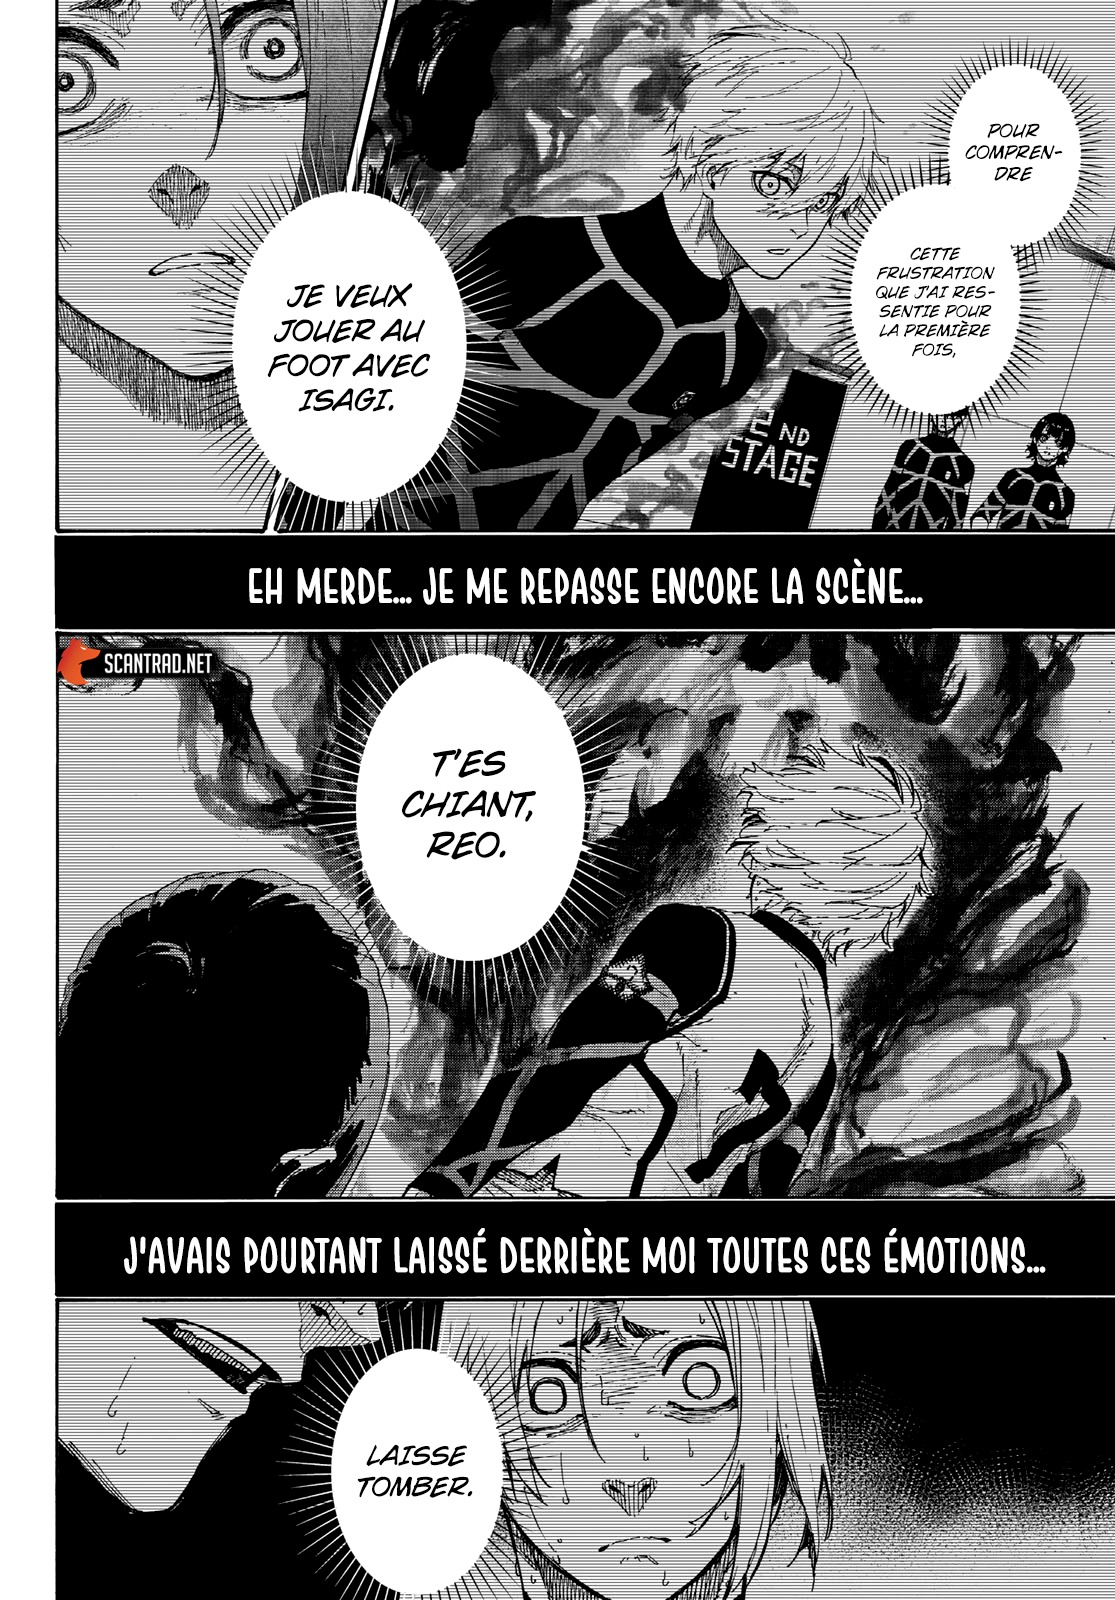 POUR
COMPREN-
DRE
CETTE
FRUSTRATION
QUE J'AI RES-
SENTIE POUR
LA PREMIÈRE
FOIS,
JE VEUX
JOUER AU
FOOT AVEC
ISAGI.
2ND
STAGE
EH MERDE... JE ME REPASSE ENCORE LA SCÈNE...
SCANTRAD.NET
T'ES
CHIANT,
REO.
7
J'AVAIS POURTANT LAISSÉ DERRIÈRE MOI TOUTES CES ÉMOTIONS...
LAISSE
TOMBER.